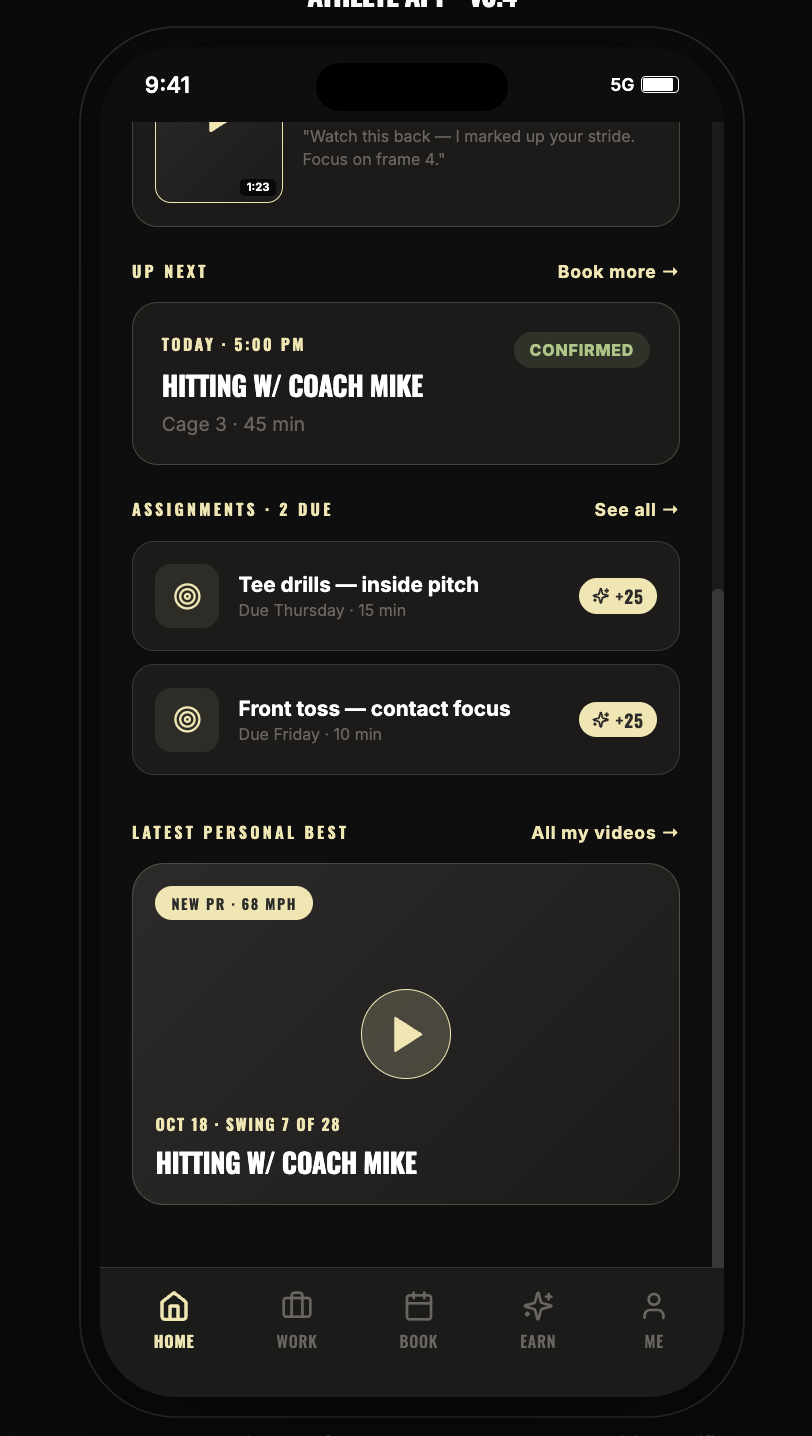 ATHLETE APP · V3.4
9:41
5G
"Watch this back — I marked up your stride.
Focus on frame 4."
1:23
UP NEXT
Book more →
TODAY · 5:00 PM
CONFIRMED
HITTING W/ COACH MIKE
Cage 3 · 45 min
ASSIGNMENTS · 2 DUE
See all →
Tee drills — inside pitch
Due Thursday · 15 min
+25
Front toss — contact focus
Due Friday · 10 min
+25
LATEST PERSONAL BEST
All my videos →
NEW PR · 68 MPH
OCT 18 · SWING 7 OF 28
HITTING W/ COACH MIKE
HOME
WORK
BOOK
EARN
ME